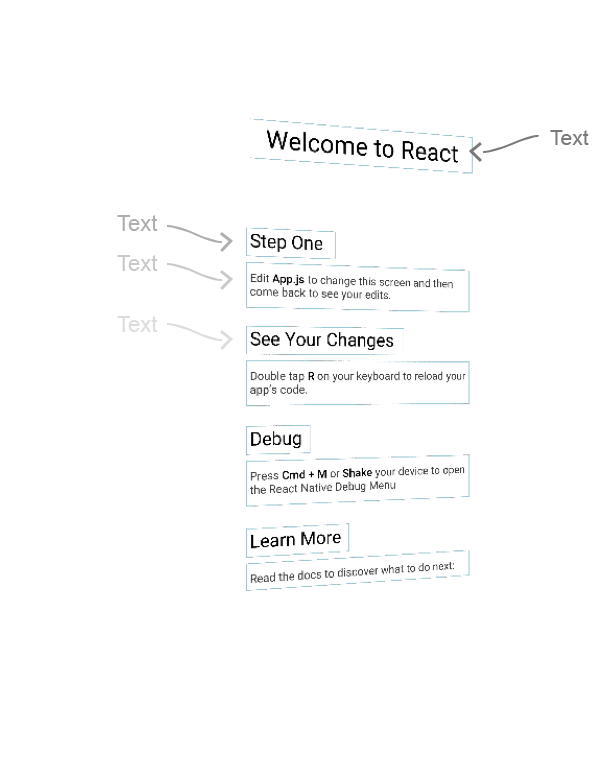 Welcome to React
Text
Text
Step One
Text
Edit App.js to change this screen and then
come back to see your edits.
Text
See Your Changes
Double tap R on your keyboard to reload your
app's code.
Debug
Press Cmd + M or Shake your device to open
the React Native Debug Menu
Learn More
Read the docs to discover what to do next: